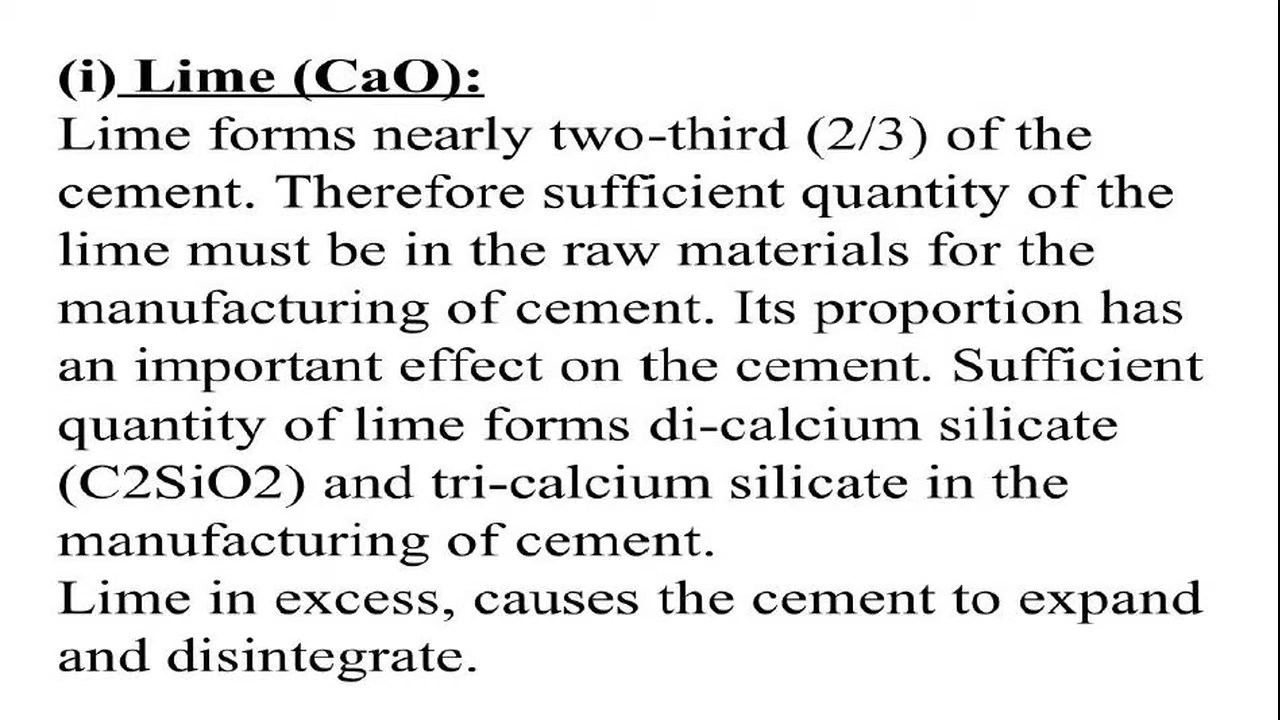 (i) Lime (CaO):
Lime forms nearly two-third (2/3) of the
cement. Therefore sufficient quantity of the
lime must be in the raw materials for the
manufacturing of cement. Its proportion has
an important effect on the cement. Sufficient
quantity of lime forms di-calcium silicate
(C2SiO2) and tri-calcium silicate in the
manufacturing of cement.
Lime in excess, causes the cement to expand
and disintegrate.